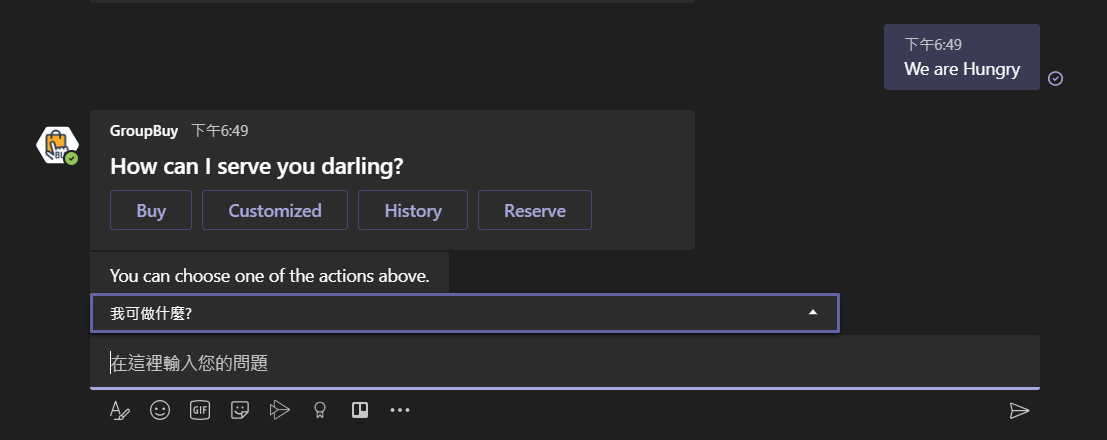 下午6:49
We are Hungry
GroupBuy 下午6:49
How can I serve you darling?
Buy Customized History Reserve
You can choose one of the actions above.
我可做什麼?
在這裡輸入您的問題
GIF